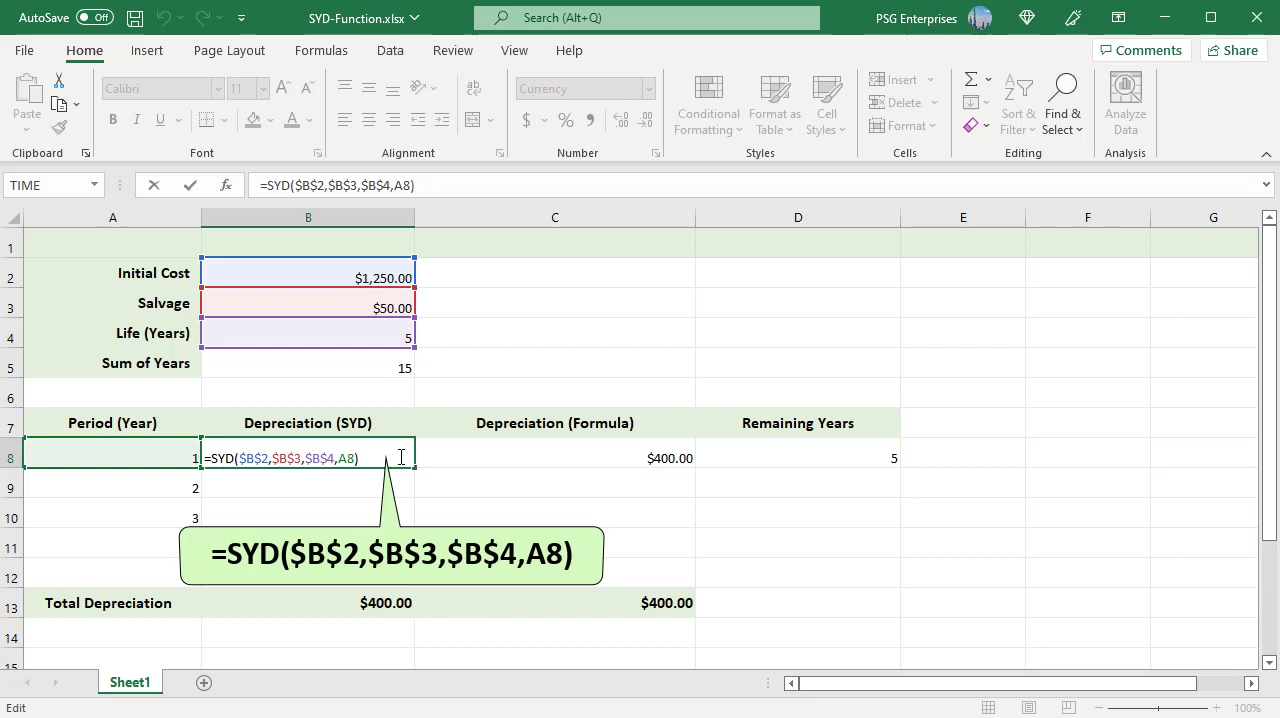 AutoSave Off SYD-Function.xlsx Search (Alt+Q) PSG Enterprises
File Home Insert Page Layout Formulas Data Review View Help Comments Share
Paste
Calibri 11
B I U A
ab
Currency
$ % 9
Conditional Formatting
Format as Table
Cell Styles
Insert
Delete
Format
Sort & Filter
Find & Select
Analyze Data
Clipboard Font Alignment Number Styles Cells Editing Analysis
TIME fx =SYD($B$2,$B$3,$B$4,A8)
A B C D E F G
1
2 Initial Cost $1,250.00
3 Salvage $50.00
4 Life (Years) 5
5 Sum of Years 15
6
7 Period (Year) Depreciation (SYD) Depreciation (Formula) Remaining Years
8 1 =SYD($B$2,$B$3,$B$4,A8) $400.00 5
9 2
10 3
11
=SYD($B$2,$B$3,$B$4,A8)
12
13 Total Depreciation $400.00 $400.00
14
15
Sheet1
Edit 100%